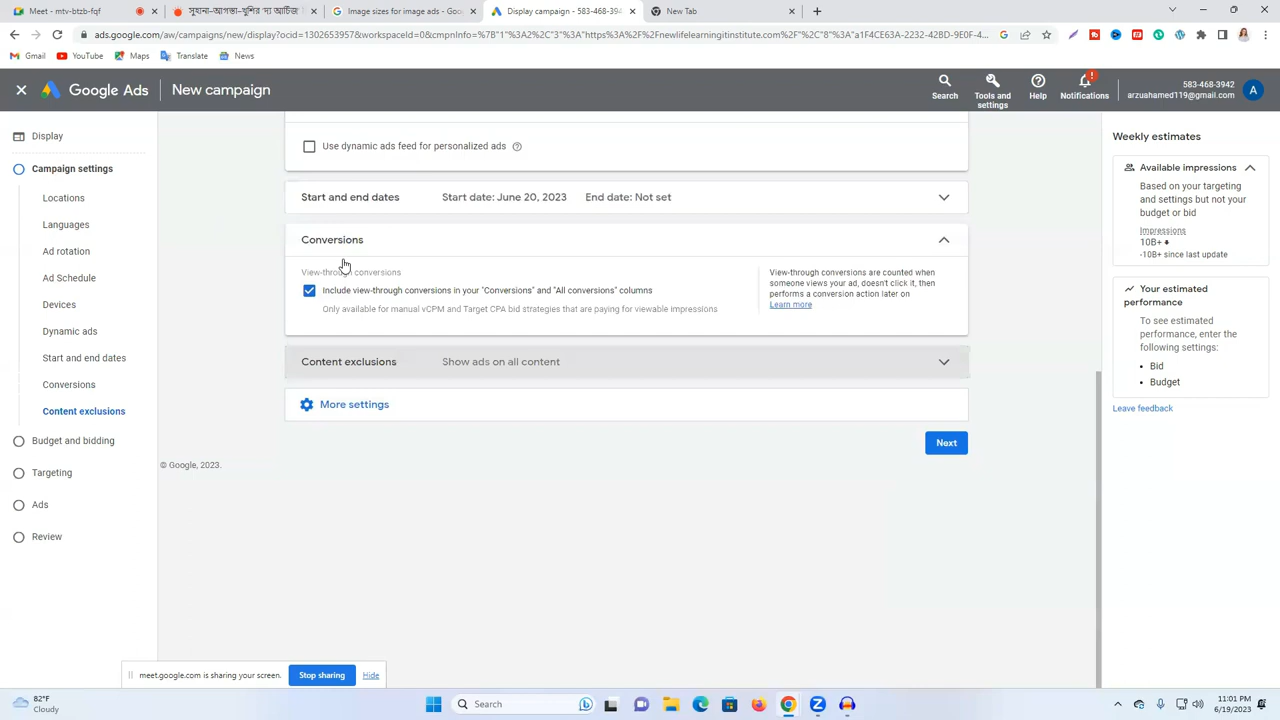 Meet - mtv-btzb-fqf
সুহানা-আগস্তা-খুশির 'দ্য আর্চিজ'
Image sizes for image ads - Goo
Display campaign - 583-468-394
New Tab
ads.google.com/aw/campaigns/new/display?ocid=1302653957&workspaceId=0&cmpnInfo=%7B"1"%3A"2"%2C"3"%3A"https%3A%2F%2Fnewlifelearningitinstitute.com%2F"%2C"8"%3A"a1F4CE63A-2232-42BD-9E0F-4...
Gmail
YouTube
Maps
Translate
News
Google Ads
New campaign
Search
Tools and settings
Help
Notifications
583-468-3942
arzuahamed119@gmail.com
A
Display
Campaign settings
Locations
Languages
Ad rotation
Ad Schedule
Devices
Dynamic ads
Start and end dates
Conversions
Content exclusions
Budget and bidding
Targeting
Ads
Review
Use dynamic ads feed for personalized ads
Start and end dates
Start date: June 20, 2023
End date: Not set
Conversions
View-through conversions
Include view-through conversions in your "Conversions" and "All conversions" columns
Only available for manual vCPM and Target CPA bid strategies that are paying for viewable impressions
View-through conversions are counted when
someone views your ad, doesn't click it, then
performs a conversion action later on
Learn more
Content exclusions
Show ads on all content
More settings
Next
© Google, 2023.
Weekly estimates
Available impressions
Based on your targeting
and settings but not your
budget or bid
Impressions
10B+
-10B+ since last update
Your estimated
performance
To see estimated
performance, enter the
following settings:
• Bid
• Budget
Leave feedback
meet.google.com is sharing your screen.
Stop sharing
Hide
82°F
Cloudy
Search
11:01 PM
6/19/2023